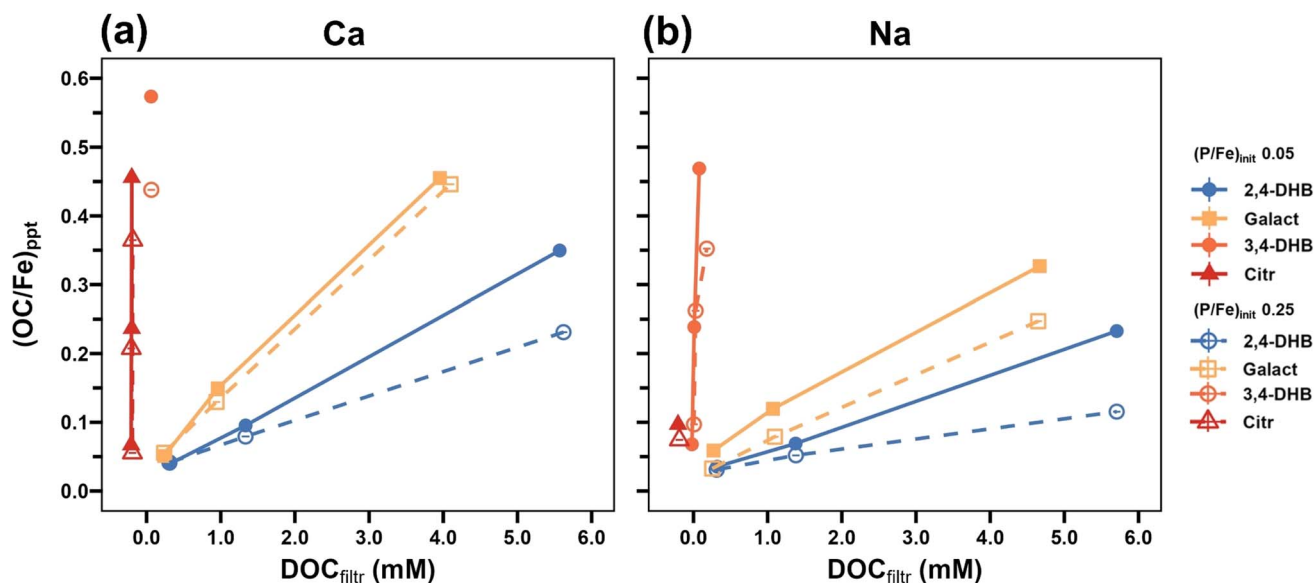 (a) Ca
(b) Na
(OC/Fe)ppt
0.6
0.5
0.4
0.3
0.2
0.1
0.0
0.0 1.0 2.0 3.0 4.0 5.0 6.0
0.0 1.0 2.0 3.0 4.0 5.0 6.0
DOCfiltr (mM)
DOCfiltr (mM)
(P/Fe)init 0.05
2,4-DHB
Galact
3,4-DHB
Citr
(P/Fe)init 0.25
2,4-DHB
Galact
3,4-DHB
Citr